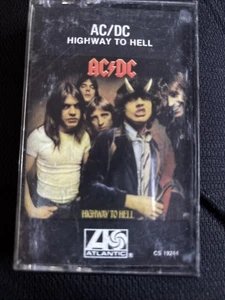 AC/DC
HIGHWAY TO HELL
AC/DC
HIGHWAY TO HELL
ATLANTIC
CS 19244